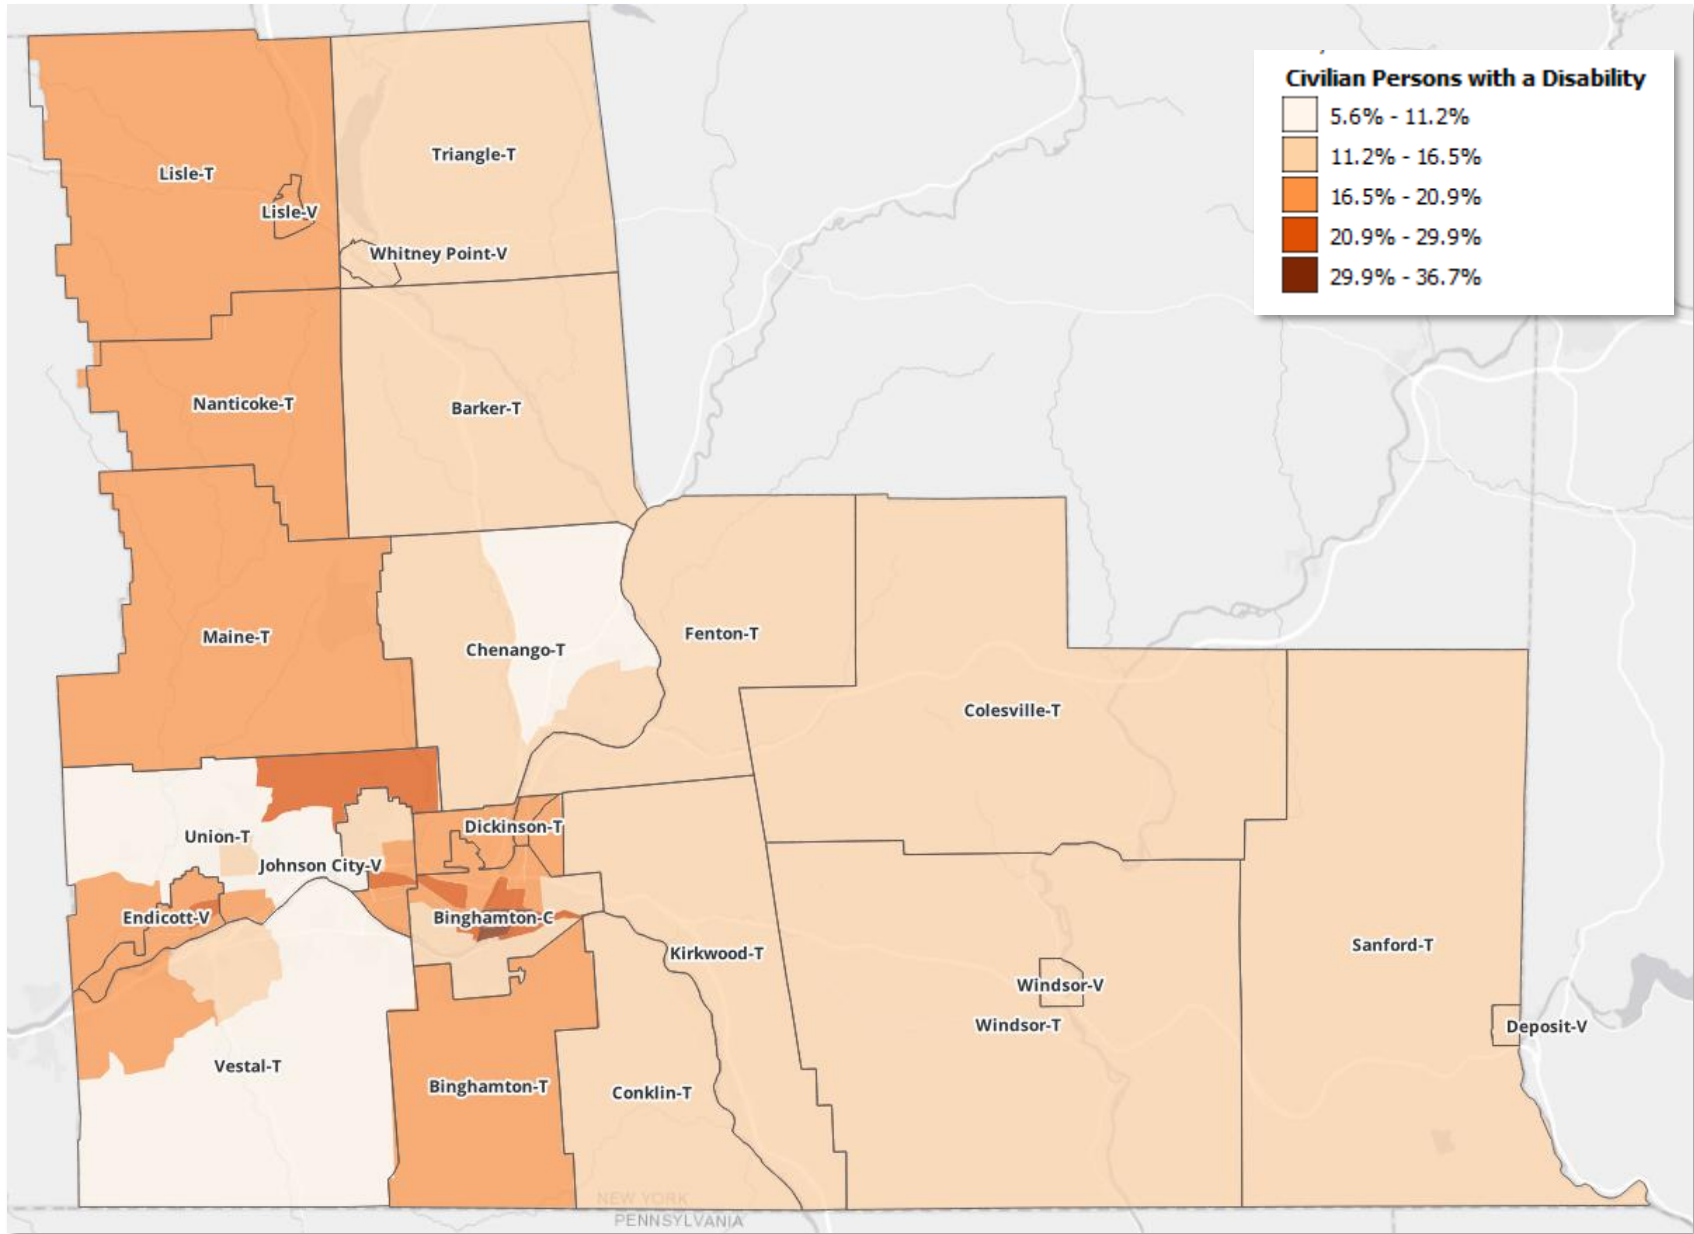 Civilian Persons with a Disability
5.6% - 11.2%
11.2% - 16.5%
16.5% - 20.9%
20.9% - 29.9%
29.9% - 36.7%
Triangle-T
Lisle-T
Lisle-V
Whitney Point-V
Nanticoke-T
Barker-T
Maine-T
Chenango-T
Fenton-T
Colesville-T
Dickinson-T
Union-T
Johnson City-V
Endicott-V
Binghamton-C
Kirkwood-T
Sanford-T
Windsor-V
Windsor-T
Deposit-V
Vestal-T
Binghamton-T
Conklin-T
NEW YORK
PENNSYLVANIA